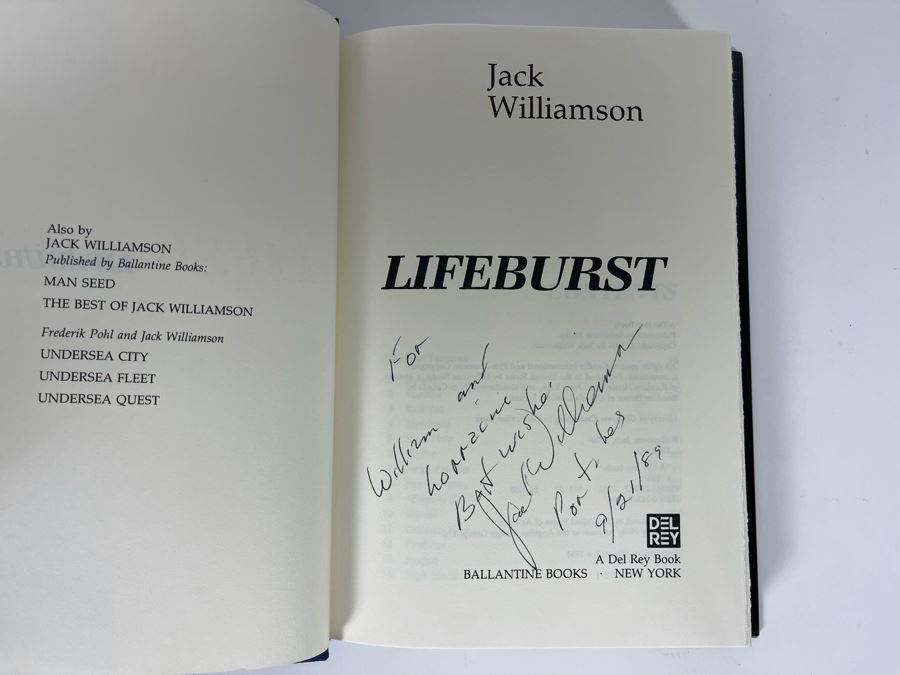 Also by
JACK WILLIAMSON
Published by Ballantine Books:
MAN SEED
THE BEST OF JACK WILLIAMSON
Frederik Pohl and Jack Williamson
UNDERSEA CITY
UNDERSEA FLEET
UNDERSEA QUEST
Jack
Williamson
LIFEBURST
For
William and
Lorraine
Best wishes
Jack Williamson
Portales
9/21/89
DEL
REY
A Del Rey Book
BALLANTINE BOOKS · NEW YORK